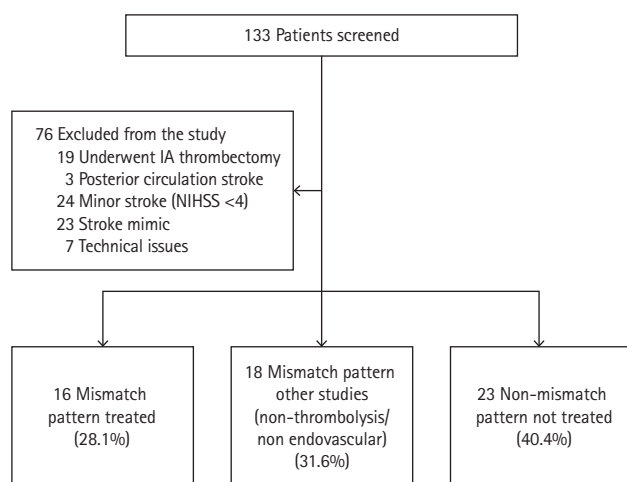 133 Patients screened
76 Excluded from the study
19 Underwent IA thrombectomy
3 Posterior circulation stroke
24 Minor stroke (NIHSS <4)
23 Stroke mimic
7 Technical issues
16 Mismatch
pattern treated
(28.1%)
18 Mismatch pattern
other studies
(non-thrombolysis/
non endovascular)
(31.6%)
23 Non-mismatch
pattern not treated
(40.4%)